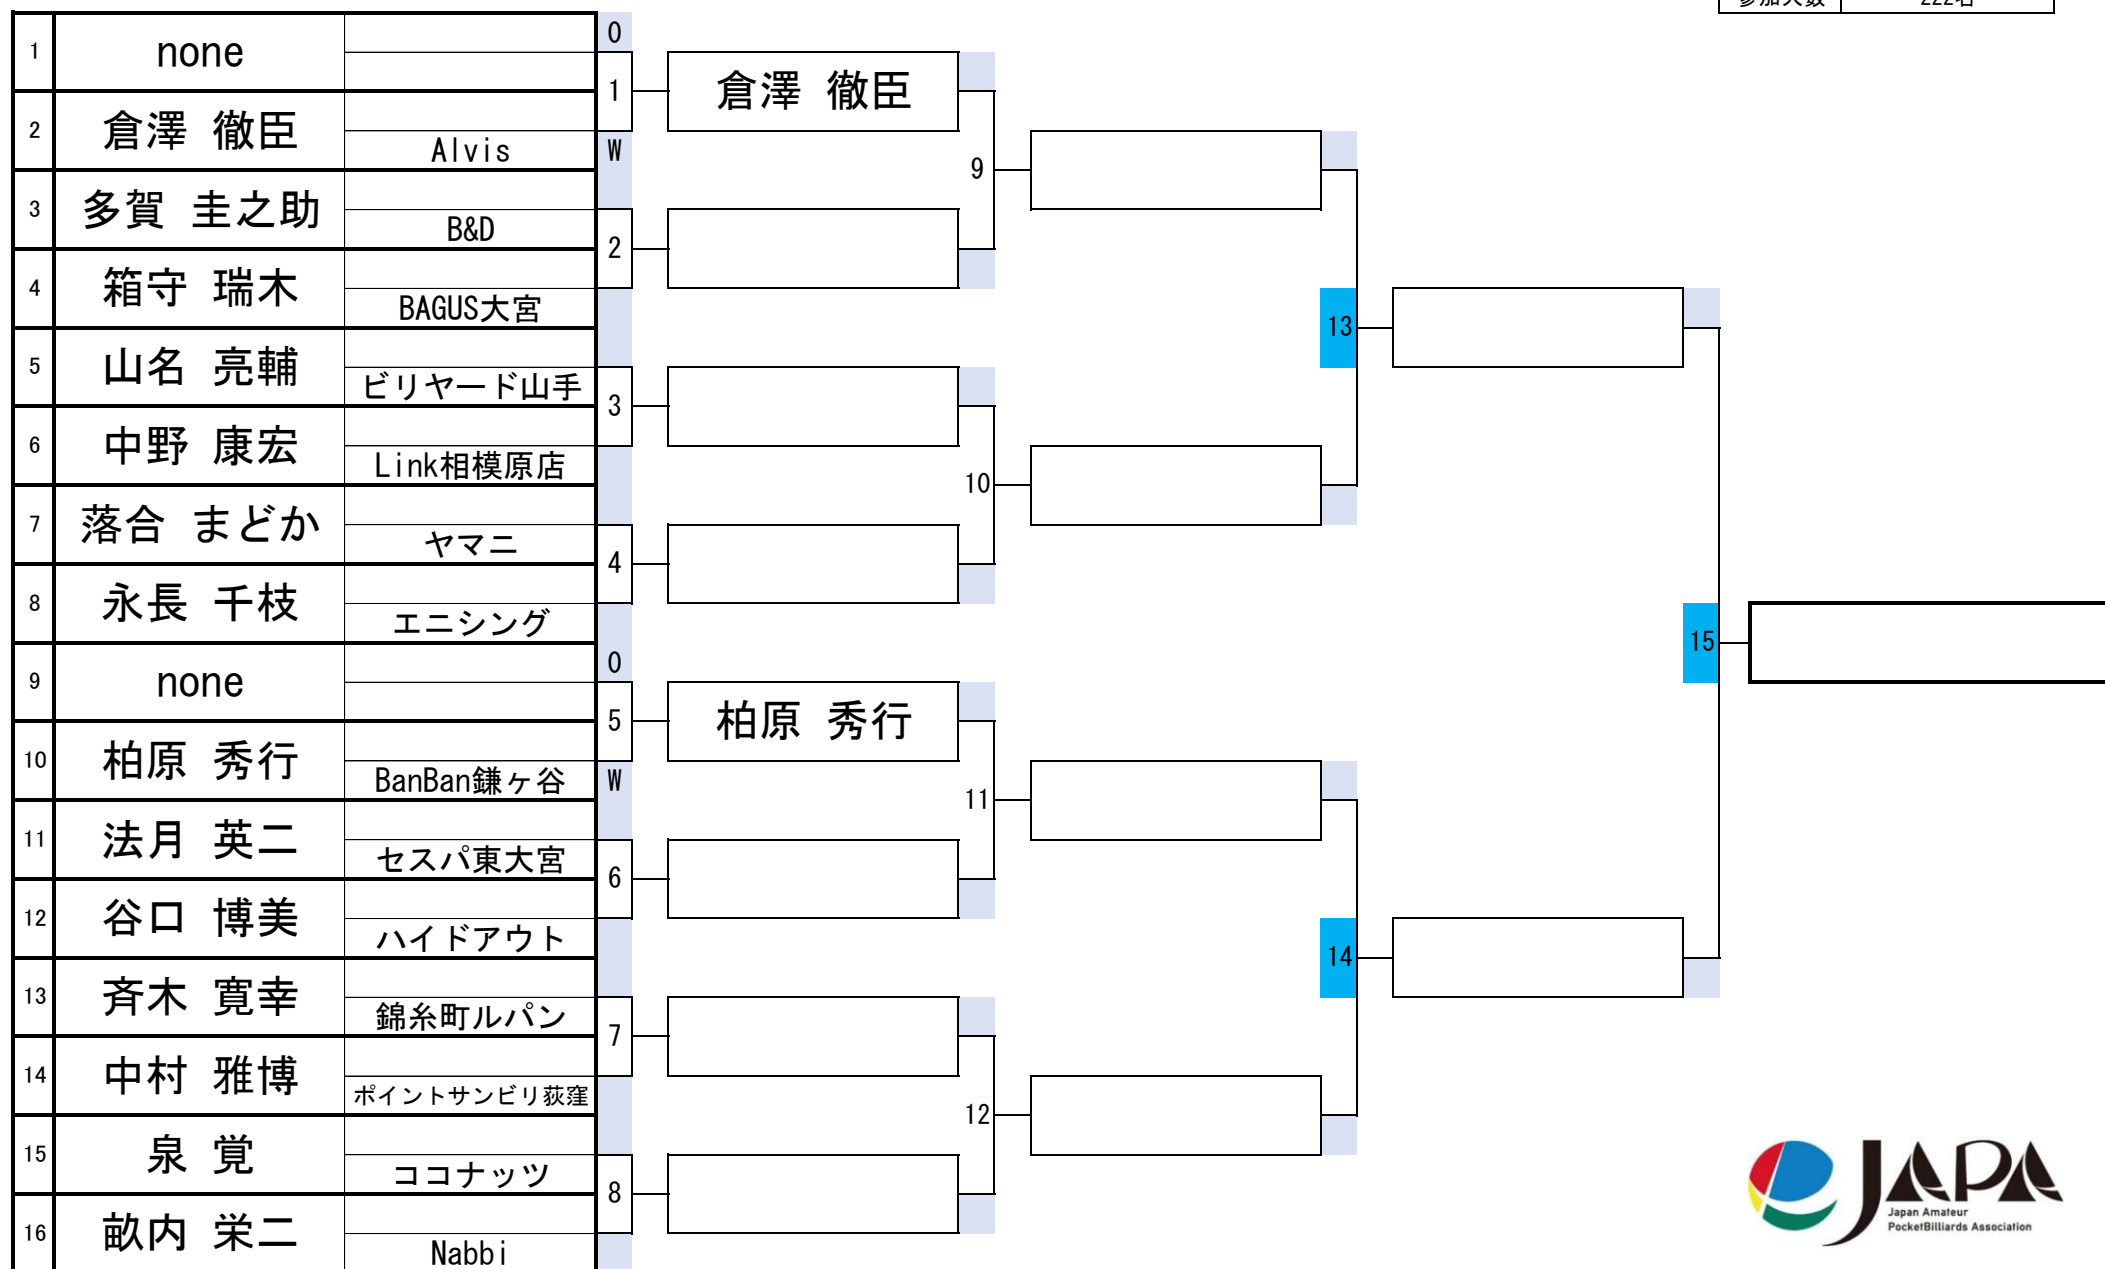 参加人数 222名
1 none 0
1 倉澤 徹臣
2 倉澤 徹臣 Alvis W
9
3 多賀 圭之助 B&D
2
4 箱守 瑞木 BAGUS大宮
13
5 山名 亮輔 ビリヤード山手
3
6 中野 康宏 Link相模原店
10
7 落合 まどか ヤマニ
4
8 永長 千枝 エニシング
15
9 none 0
5 柏原 秀行
10 柏原 秀行 BanBan鎌ヶ谷 W
11
11 法月 英二 セスパ東大宮
6
12 谷口 博美 ハイドアウト
14
13 斉木 寛幸 錦糸町ルパン
7
14 中村 雅博 ポイントサンビリ荻窪
12
15 泉 覚 ココナッツ
8
16 畝内 栄二 Nabbi
JAPA
Japan Amateur
PocketBilliards Association